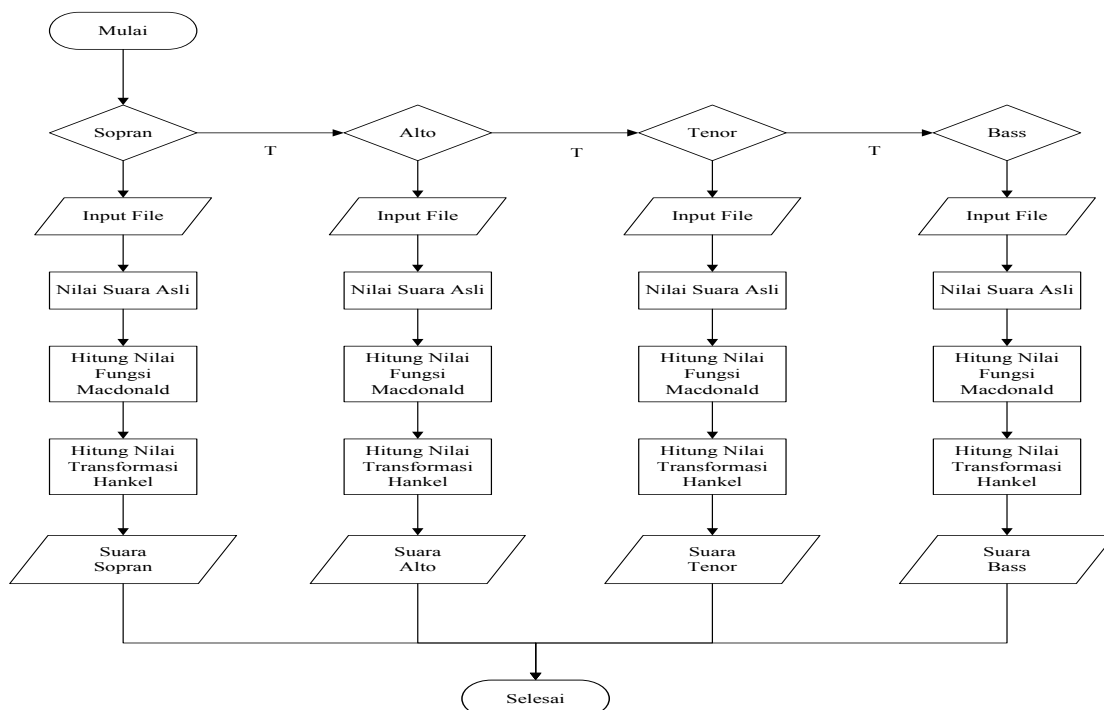 Mulai
Sopran
T
Alto
T
Tenor
T
Bass
Input File
Input File
Input File
Input File
Nilai Suara Asli
Nilai Suara Asli
Nilai Suara Asli
Nilai Suara Asli
Hitung Nilai
Fungsi
Macdonald
Hitung Nilai
Fungsi
Macdonald
Hitung Nilai
Fungsi
Macdonald
Hitung Nilai
Fungsi
Macdonald
Hitung Nilai
Transformasi
Hankel
Hitung Nilai
Transformasi
Hankel
Hitung Nilai
Transformasi
Hankel
Hitung Nilai
Transformasi
Hankel
Suara
Sopran
Suara
Alto
Suara
Tenor
Suara
Bass
Selesai